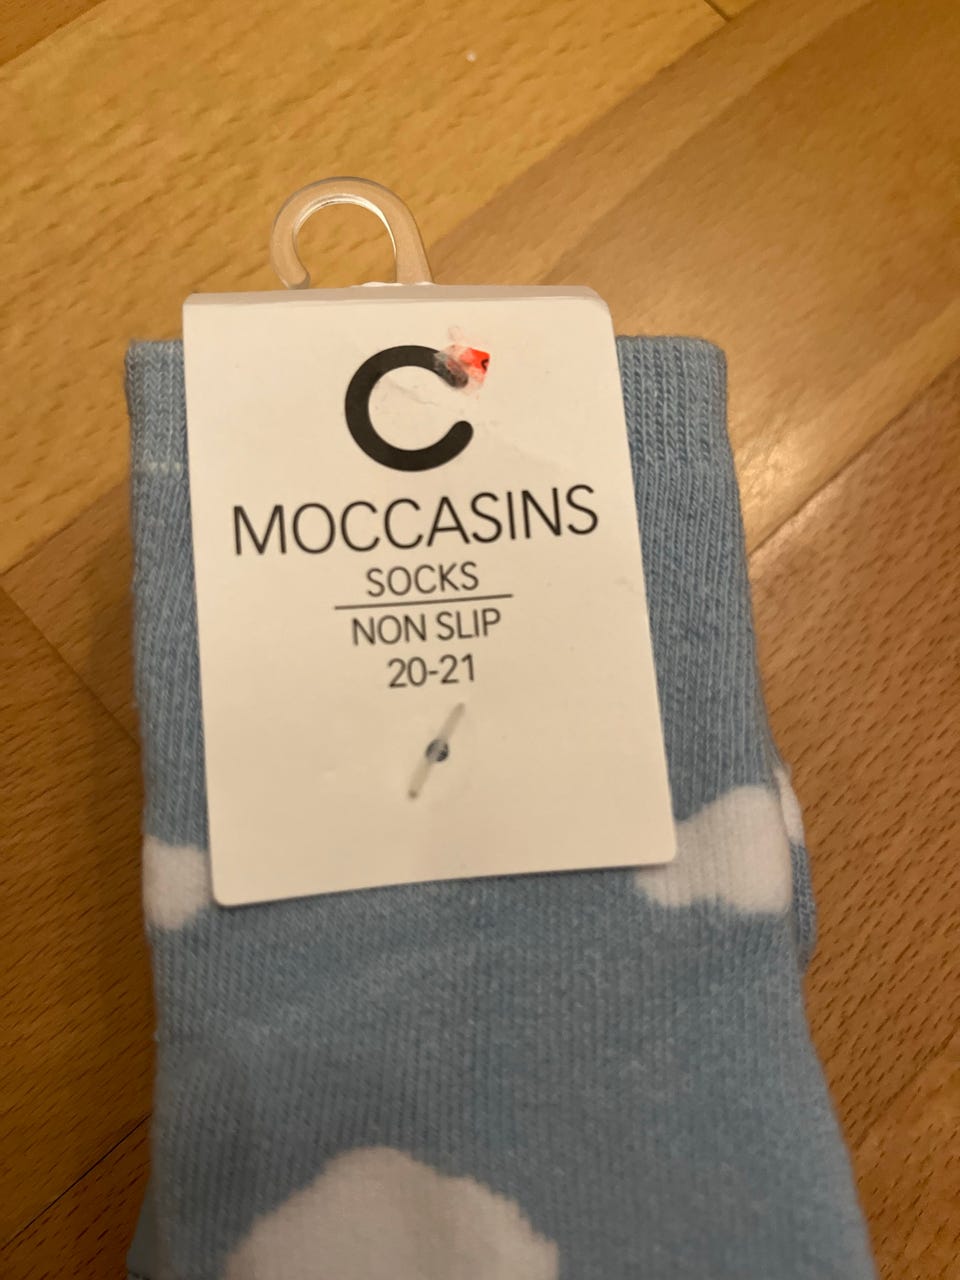 C
MOCCASINS
SOCKS
NON SLIP
20-21